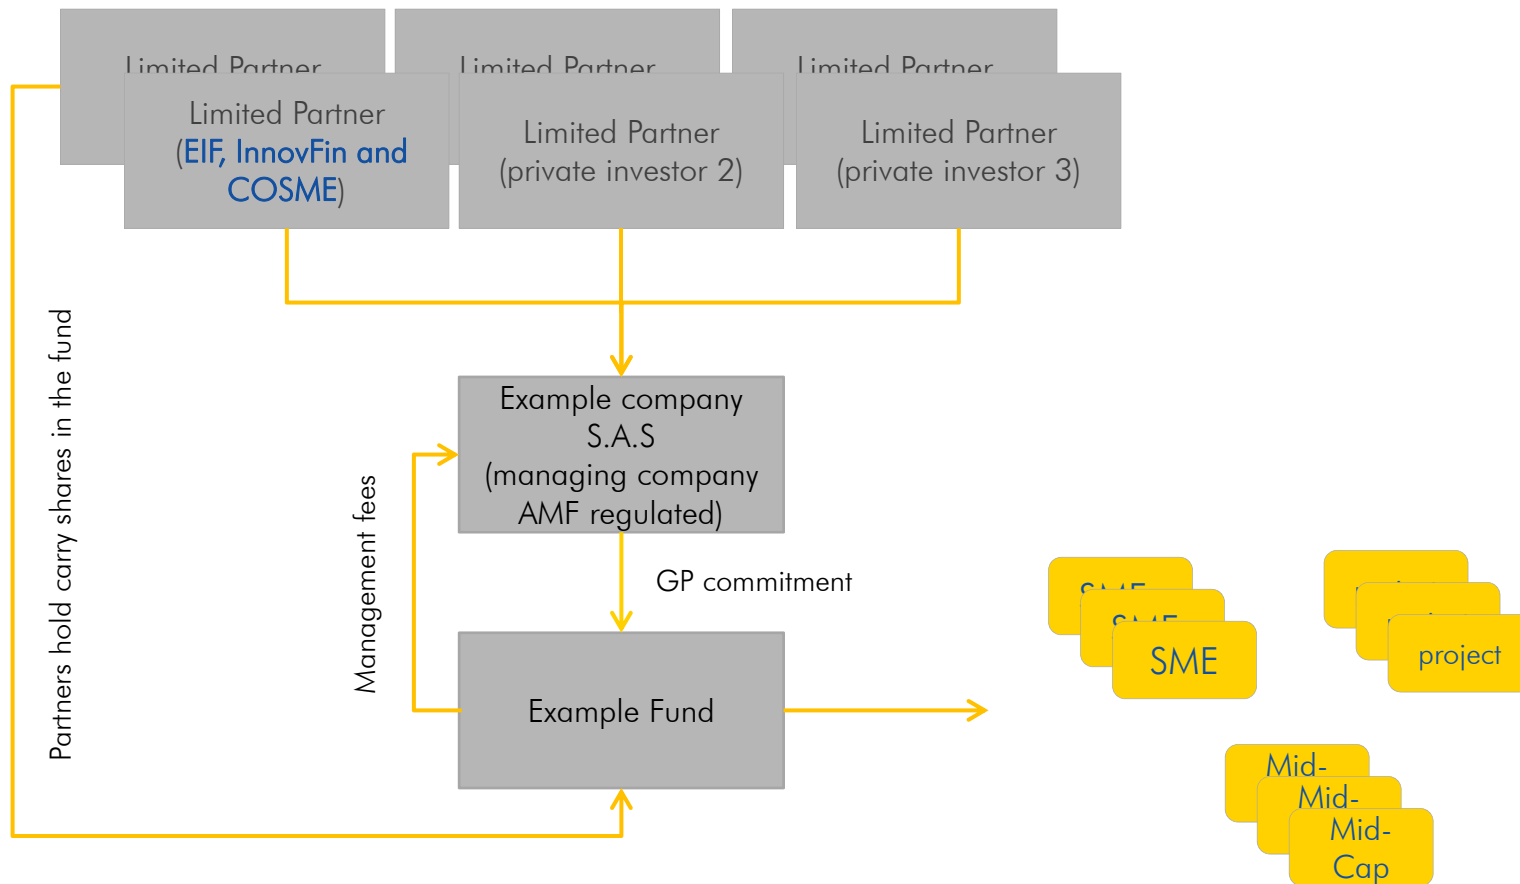 Limited Partner
Limited Partner
Limited Partner
Limited Partner
(EIF, InnovFin and
COSME)
Limited Partner
(private investor 2)
Limited Partner
(private investor 3)
Partners hold carry shares in the fund
Example company
S.A.S
(managing company
AMF regulated)
Management fees
GP commitment
Example Fund
SME
SME
SME
project
Mid-
Mid-
Mid-
Cap